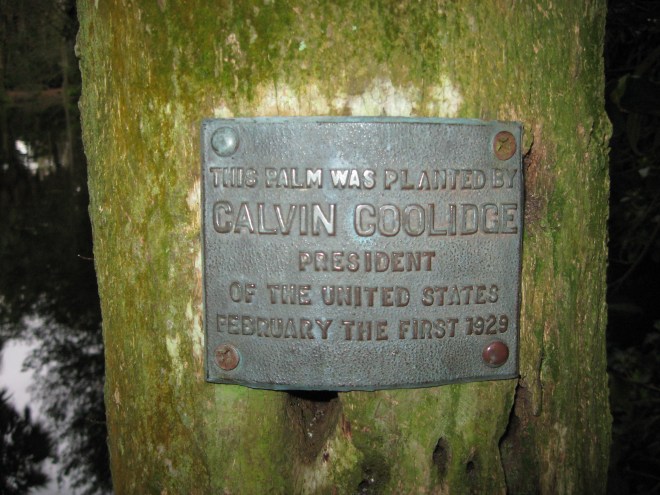 THIS PALM WAS PLANTED BY
CALVIN COOLIDGE
PRESIDENT
OF THE UNITED STATES
FEBRUARY THE FIRST 1929